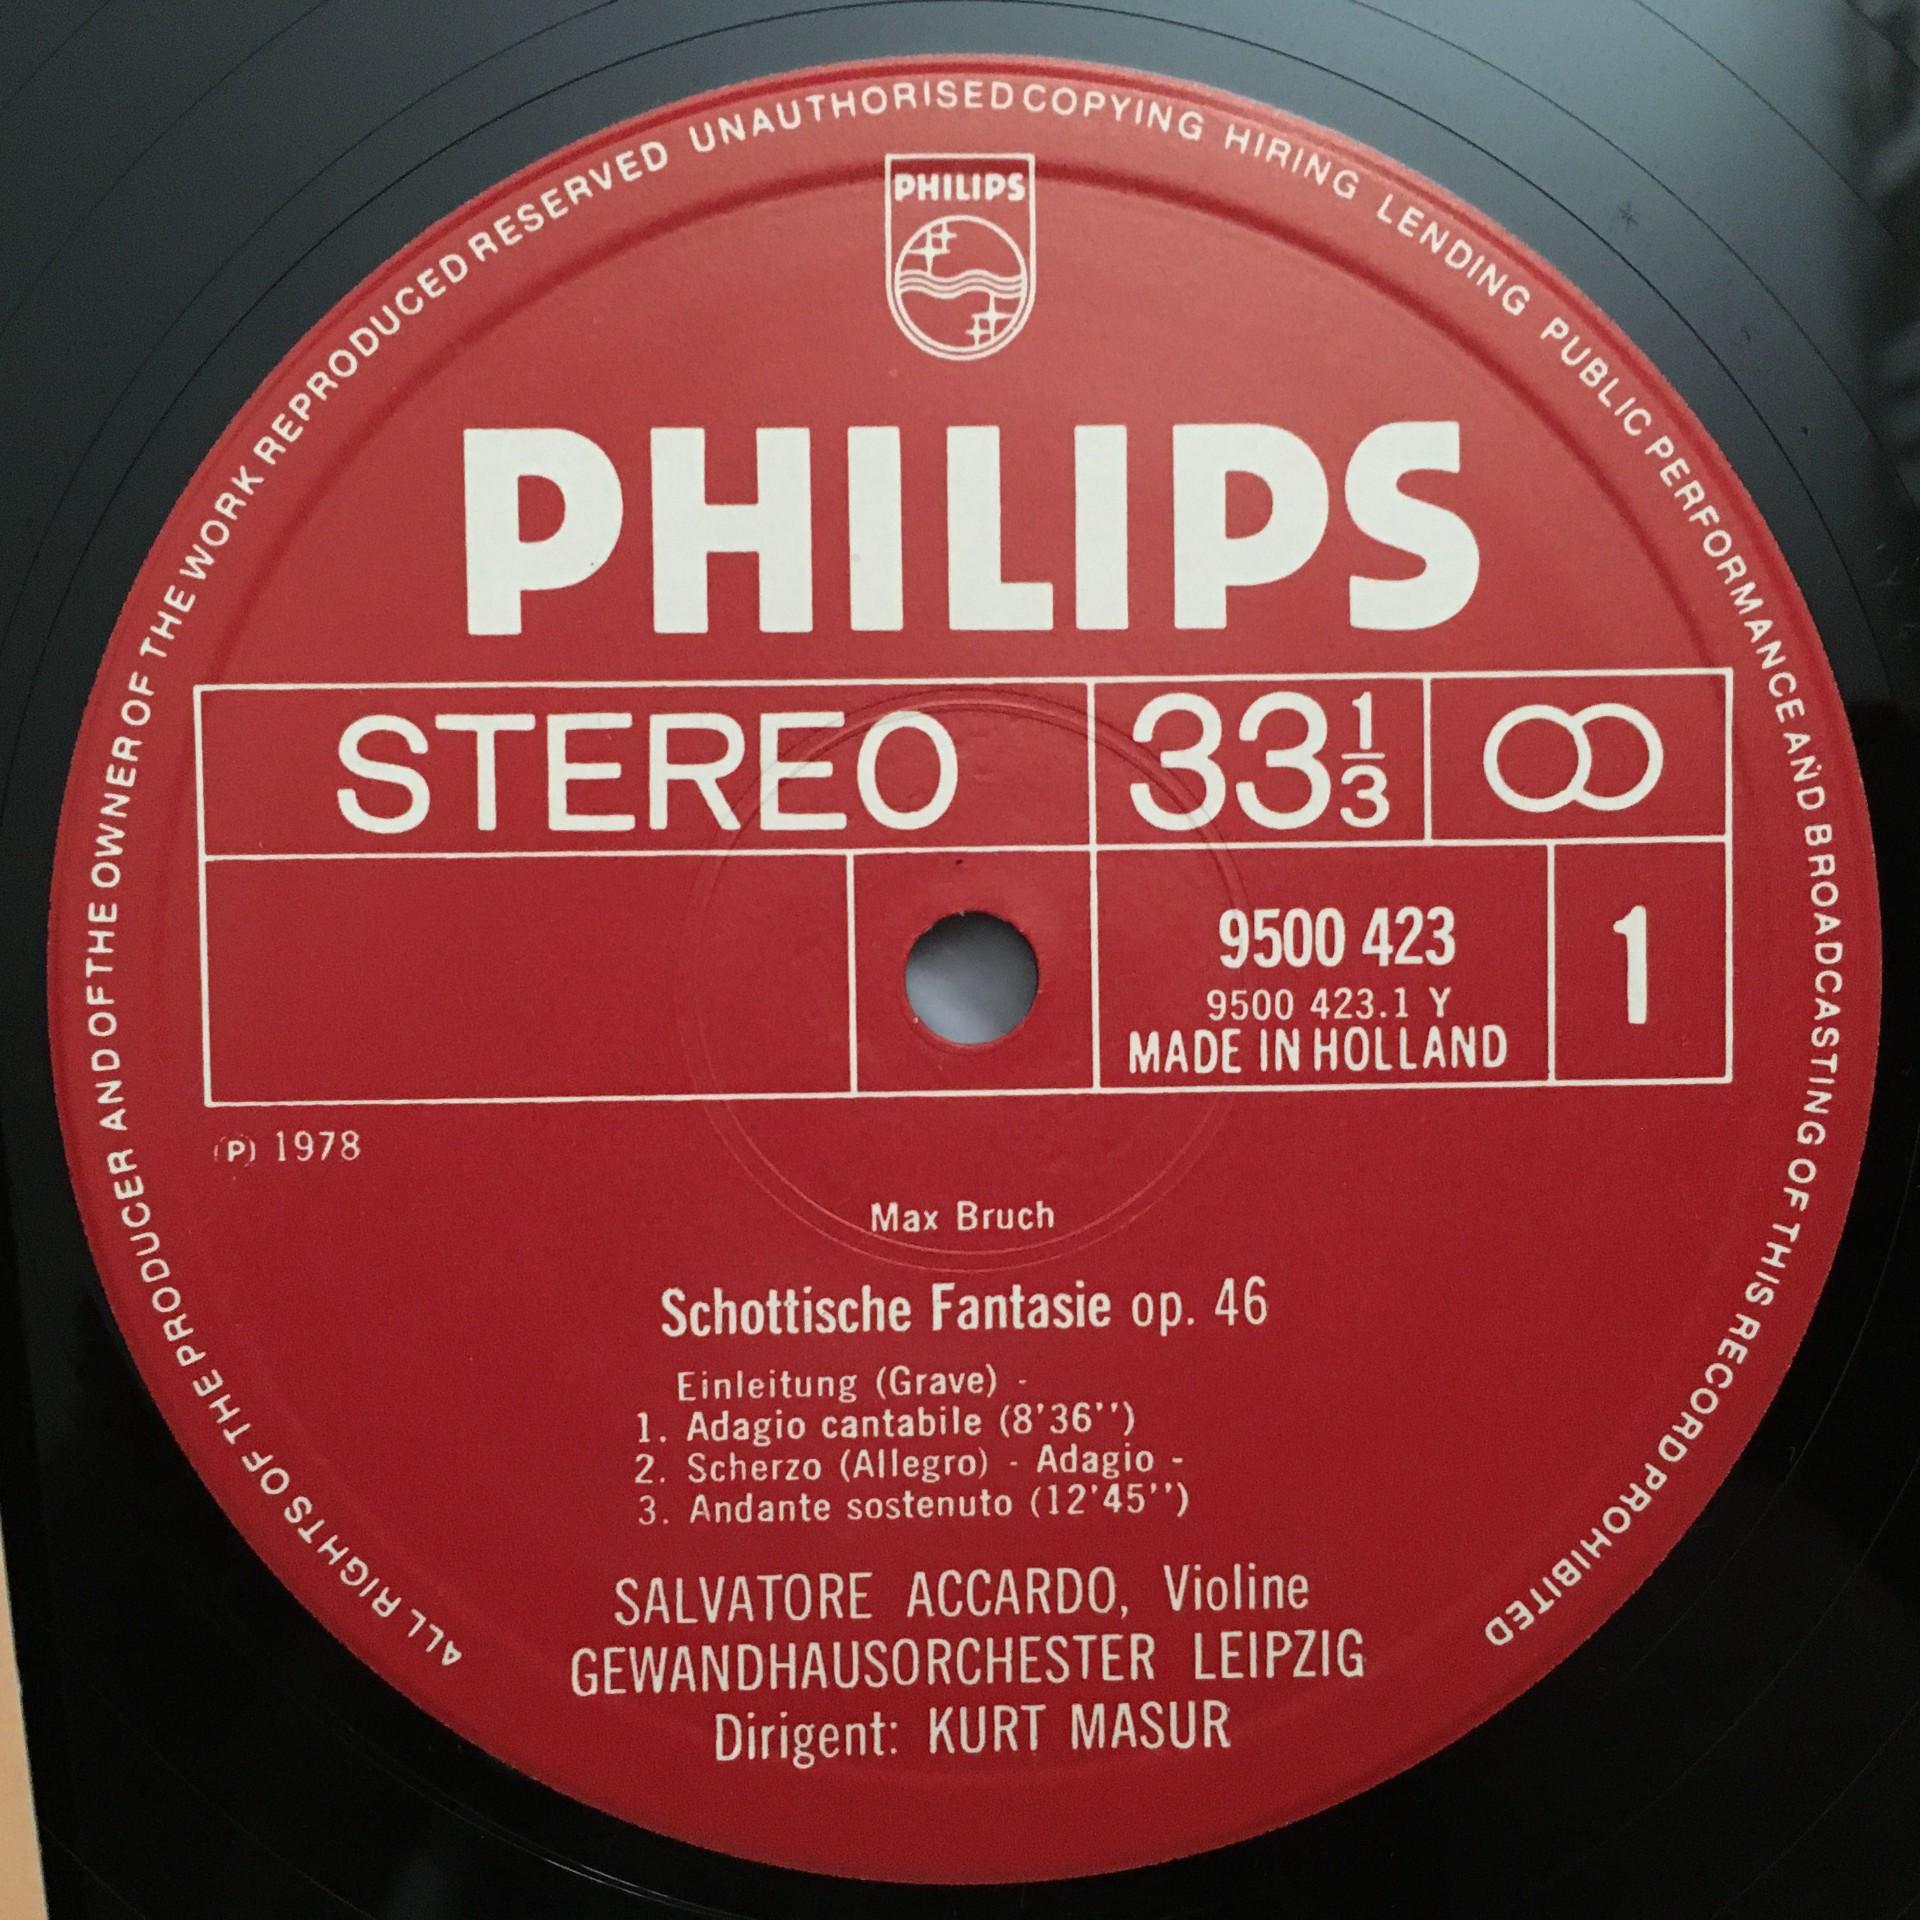 ALL RIGHTS OF THE PRODUCER AND OF THE OWNER OF THE WORK REPRODUCED RESERVED UNAUTHORISED COPYING HIRING LENDING PUBLIC PERFORMANCE AND BROADCASTING OF THIS RECORD PROHIBITED
PHILIPS
PHILIPS
STEREO 33 1/3
9500 423 1
9500 423.1 Y
MADE IN HOLLAND
(P) 1978
Max Bruch
Schottische Fantasie op. 46
Einleitung (Grave) -
1. Adagio cantabile (8'36'')
2. Scherzo (Allegro) - Adagio -
3. Andante sostenuto (12'45'')
SALVATORE ACCARDO, Violine
GEWANDHAUSORCHESTER LEIPZIG
Dirigent: KURT MASUR